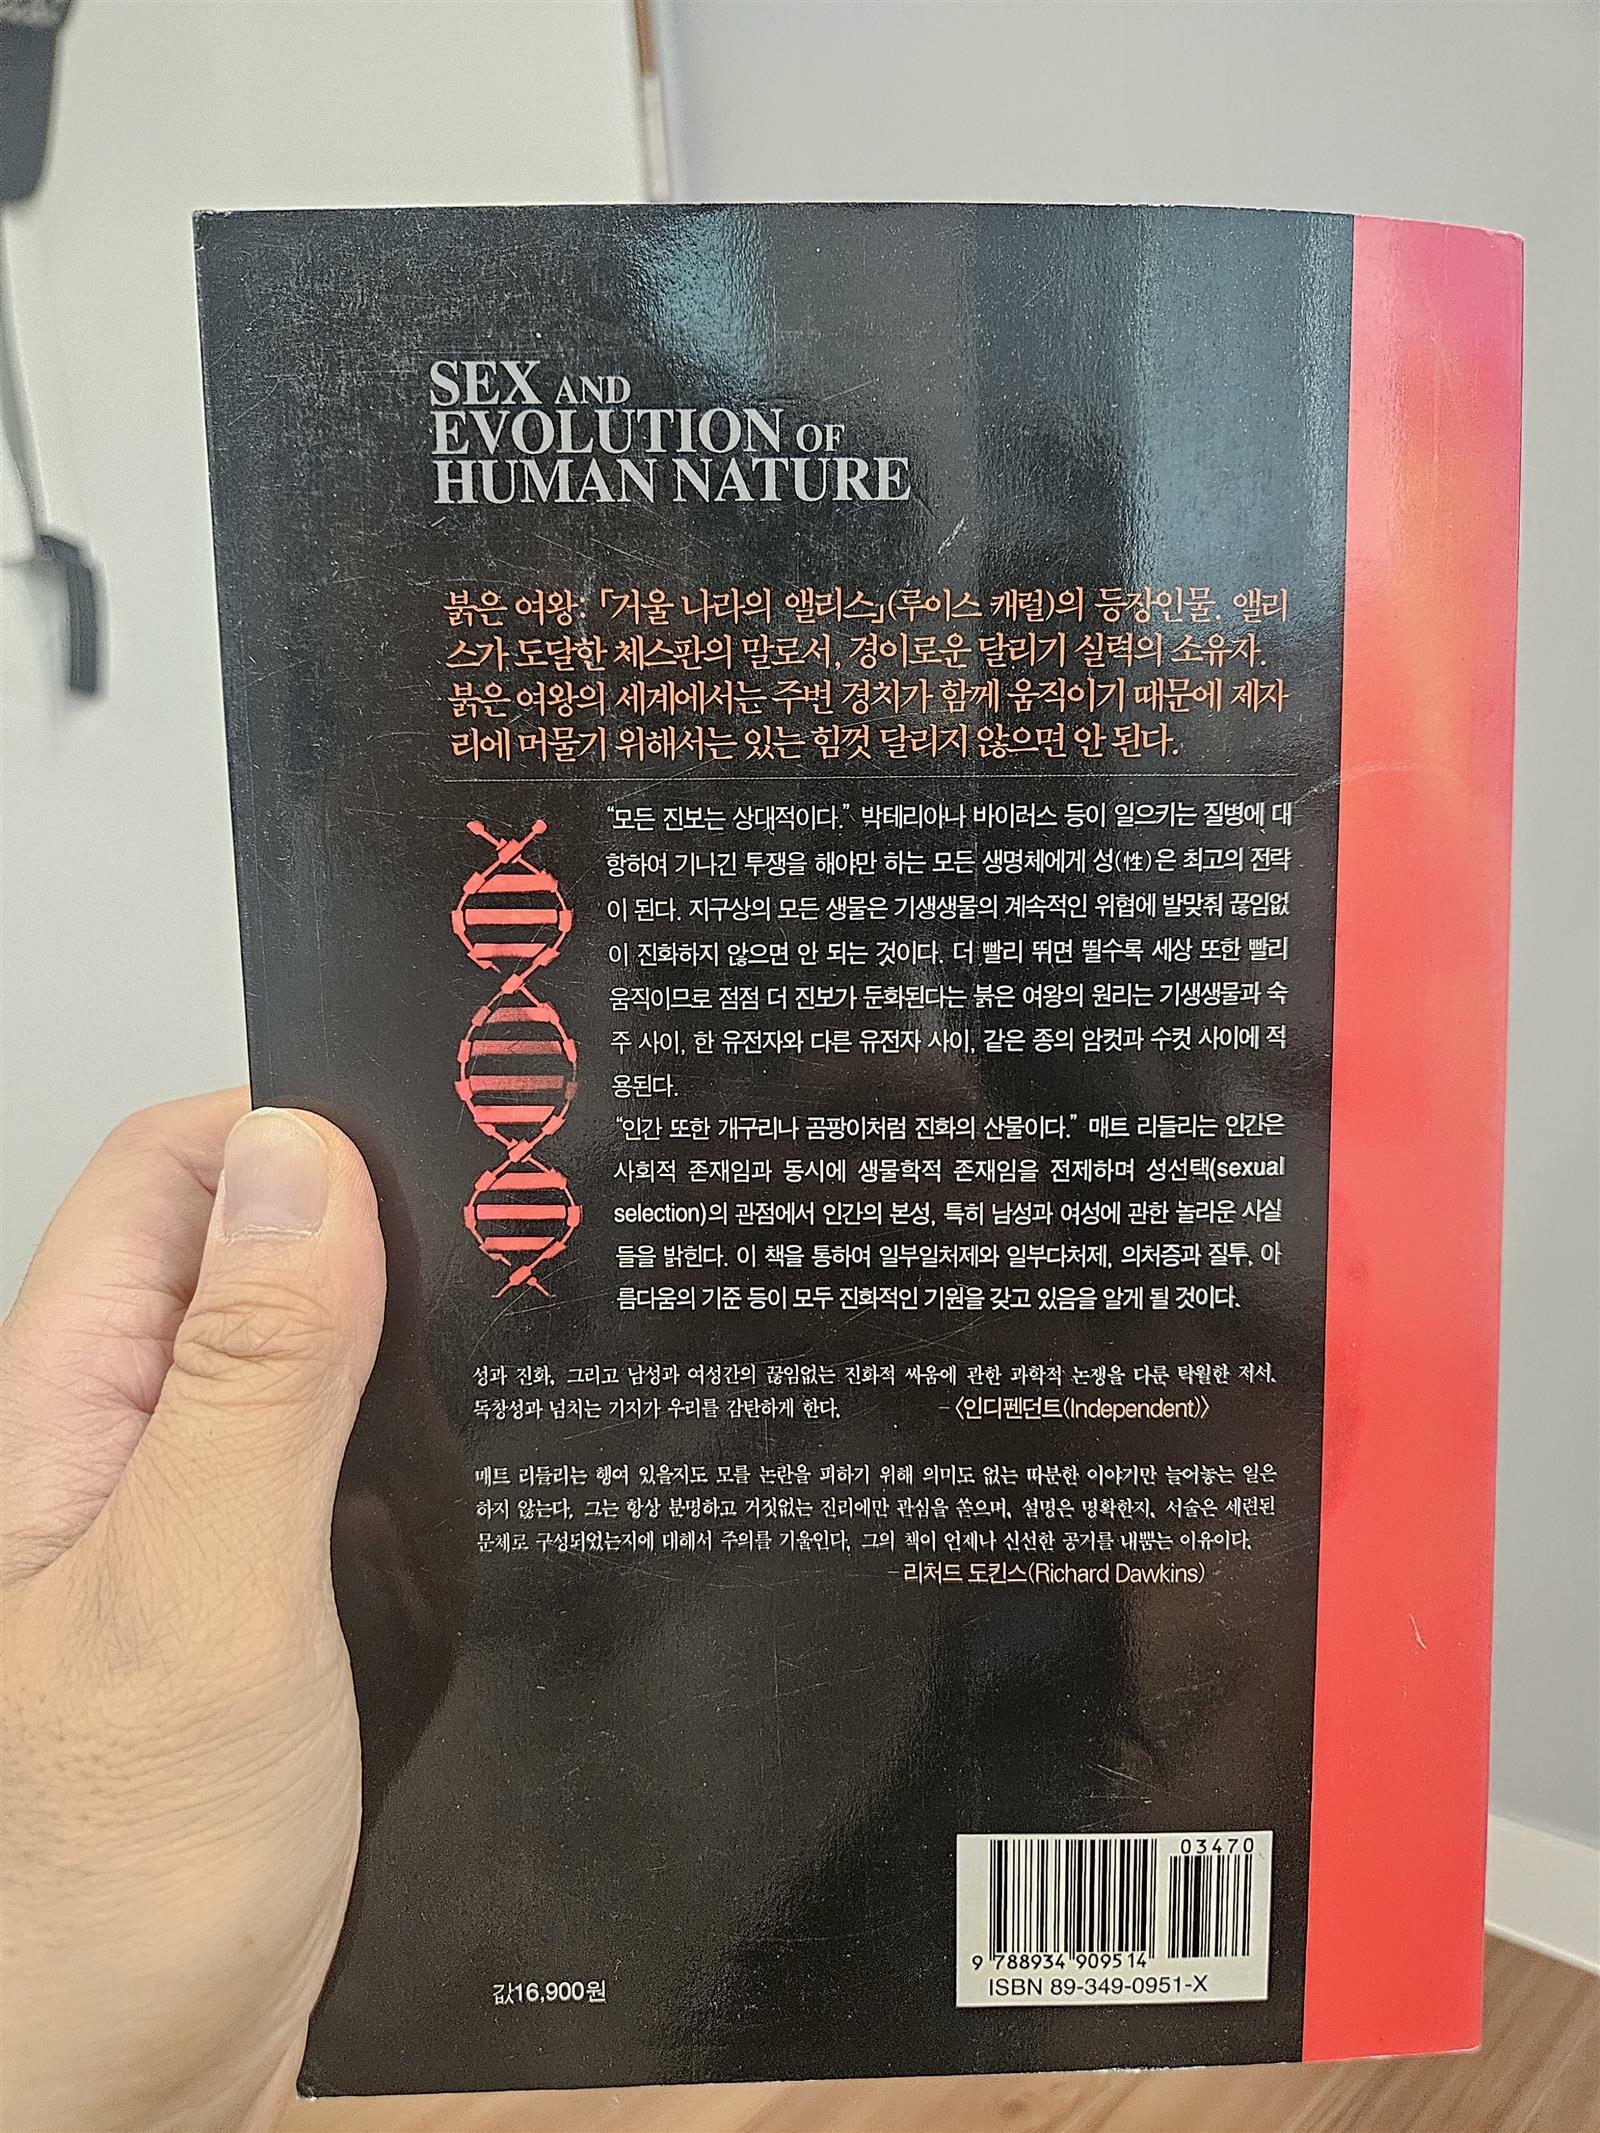 SEX AND
EVOLUTION OF
HUMAN NATURE
붉은 여왕: 「거울 나라의 앨리스」(루이스 캐럴)의 등장인물. 앨리
스가 도달한 체스판의 말로서, 경이로운 달리기 실력의 소유자.
붉은 여왕의 세계에서는 주변 경치가 함께 움직이기 때문에 제자
리에 머물기 위해서는 있는 힘껏 달리지 않으면 안 된다.
“모든 진보는 상대적이다.” 박테리아나 바이러스 등이 일으키는 질병에 대
항하여 기나긴 투쟁을 해야만 하는 모든 생명체에게 성(性)은 최고의 전략
이 된다. 지구상의 모든 생물은 기생생물의 계속적인 위협에 발맞춰 끊임없
이 진화하지 않으면 안 되는 것이다. 더 빨리 뛰면 뛸수록 세상 또한 빨리
움직이므로 점점 더 진보가 둔화된다는 붉은 여왕의 원리는 기생생물과 숙
주 사이, 한 유전자와 다른 유전자 사이, 같은 종의 암컷과 수컷 사이에 적
용된다.
“인간 또한 개구리나 곰팡이처럼 진화의 산물이다.” 매트 리들리는 인간은
사회적 존재임과 동시에 생물학적 존재임을 전제하며 성선택(sexual
selection)의 관점에서 인간의 본성, 특히 남성과 여성에 관한 놀라운 사실
들을 밝힌다. 이 책을 통하여 일부일처제와 일부다처제, 의처증과 질투, 아
름다움의 기준 등이 모두 진화적인 기원을 갖고 있음을 알게 될 것이다.
성과 진화, 그리고 남성과 여성간의 끊임없는 진화적 싸움에 관한 과학적 논쟁을 다룬 탁월한 저서.
독창성과 넘치는 기지가 우리를 감탄하게 한다. -〈인디펜던트(Independent)〉
매트 리들리는 행여 있을지도 모를 논란을 피하기 위해 의미도 없는 따분한 이야기만 늘어놓는 일은
하지 않는다. 그는 항상 분명하고 거짓없는 진리에만 관심을 쏟으며, 설명은 명확한지, 서술은 세련된
문체로 구성되었는지에 대해서 주의를 기울인다. 그의 책이 언제나 신선한 공기를 내뿜는 이유이다.
- 리처드 도킨스(Richard Dawkins)
03470
9 788934 909514
ISBN 89-349-0951-X
값16,900원